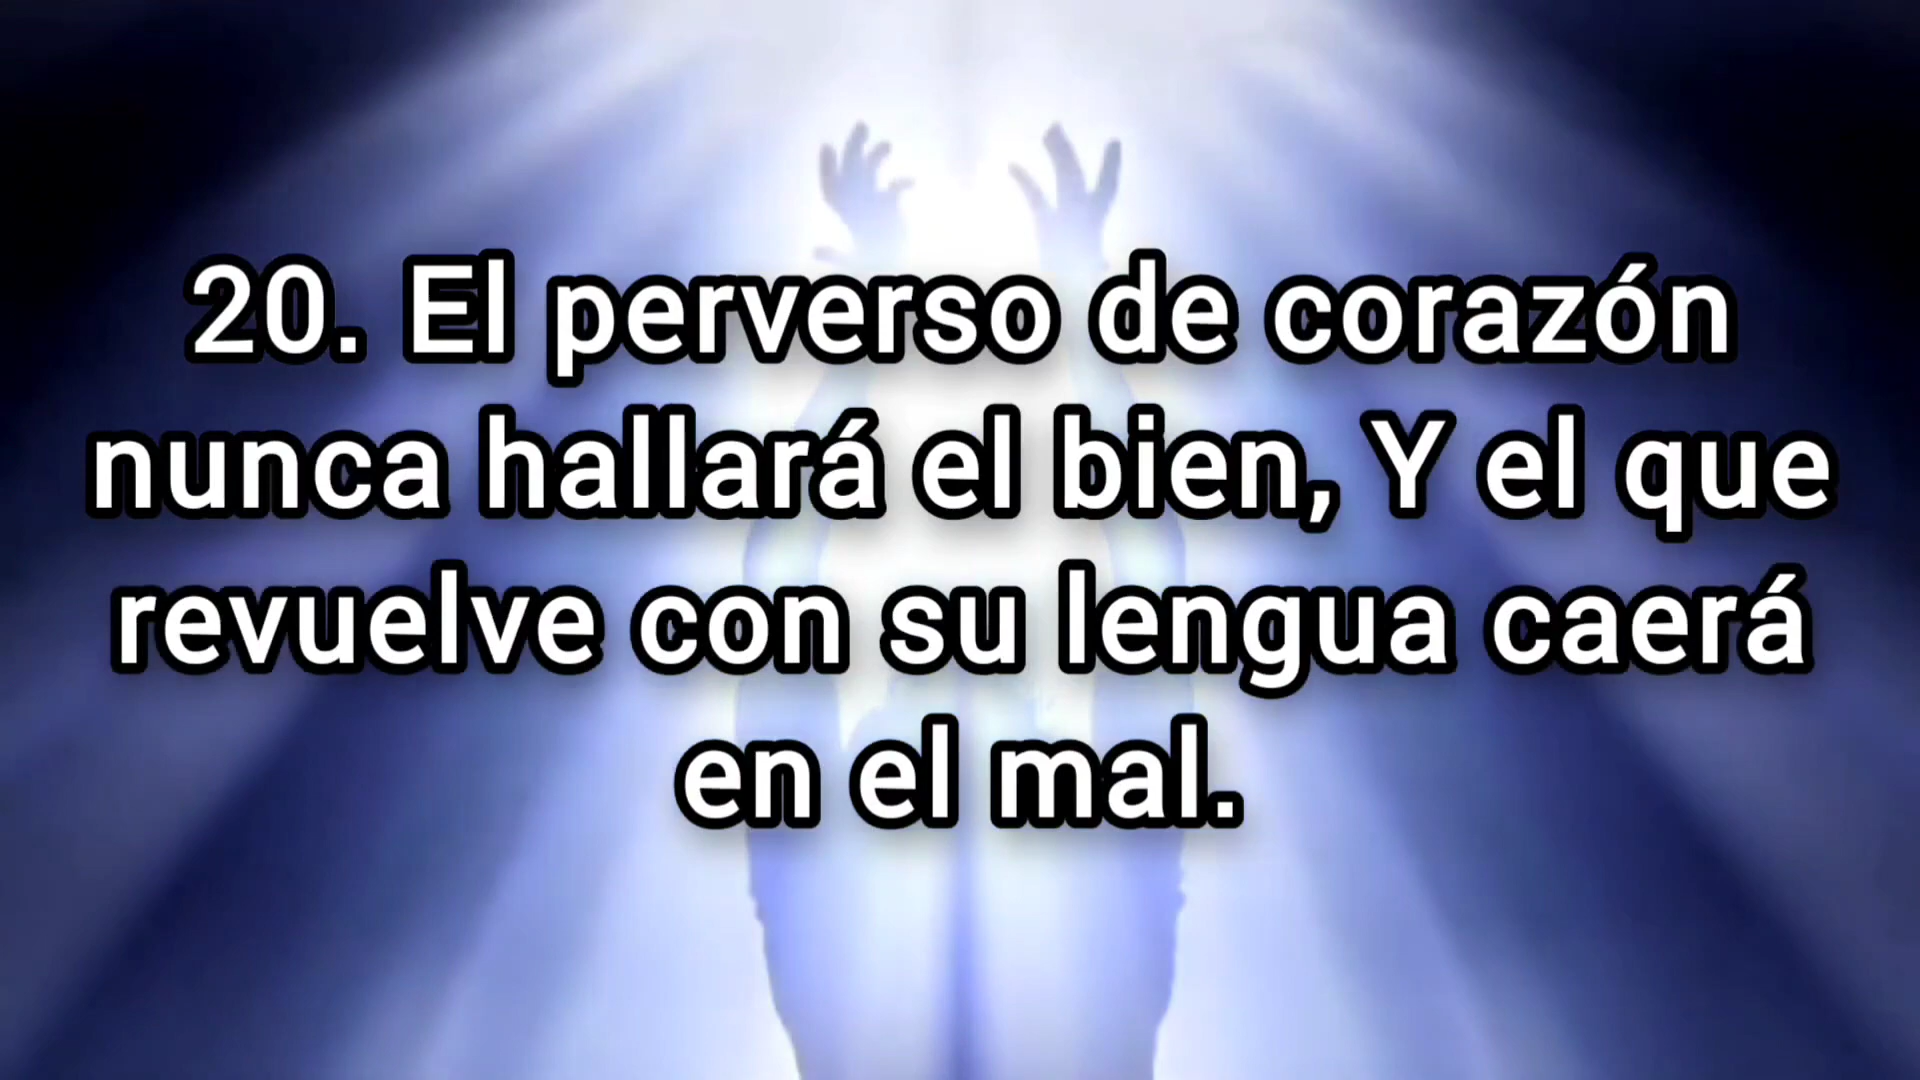 20. El perverso de corazón
nunca hallará el bien, Y el que
revuelve con su lengua caerá
en el mal.